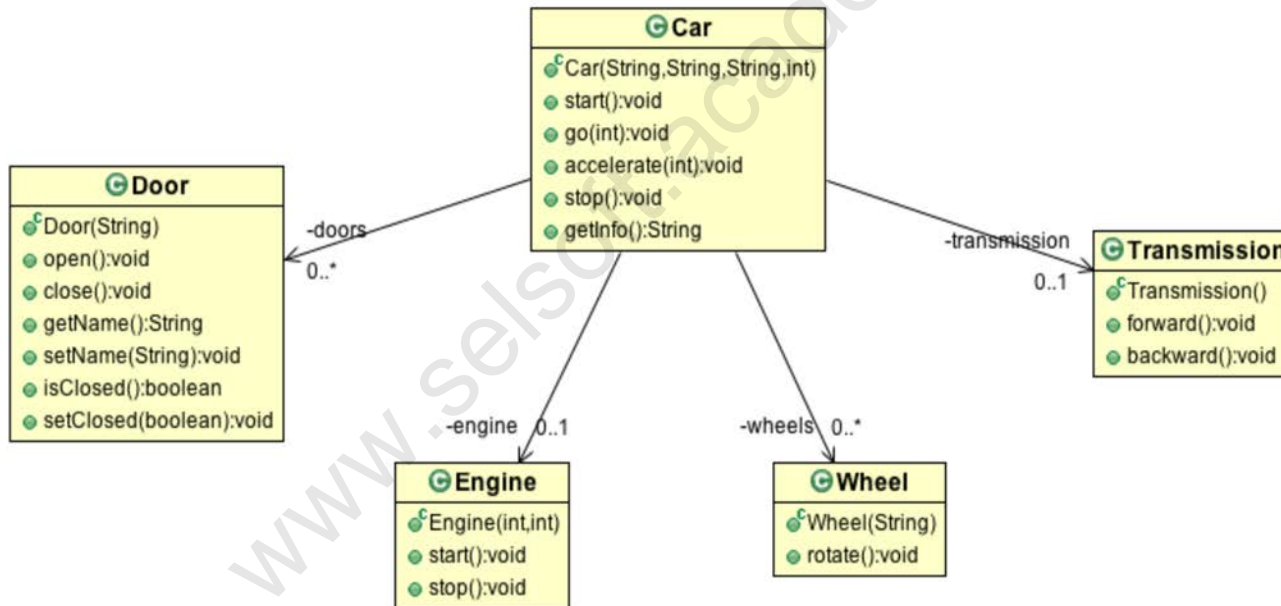 Car
Car(String,String,String,int)
start():void
go(int):void
accelerate(int):void
stop():void
getInfo():String
Door
Door(String)
open():void
close():void
getName():String
setName(String):void
isClosed():boolean
setClosed(boolean):void
-doors
0..*
-transmission
0..1
Transmission
Transmission()
forward():void
backward():void
-engine 0..1
-wheels 0..*
Engine
Engine(int,int)
start():void
stop():void
Wheel
Wheel(String)
rotate():void
www.selsoft.acade